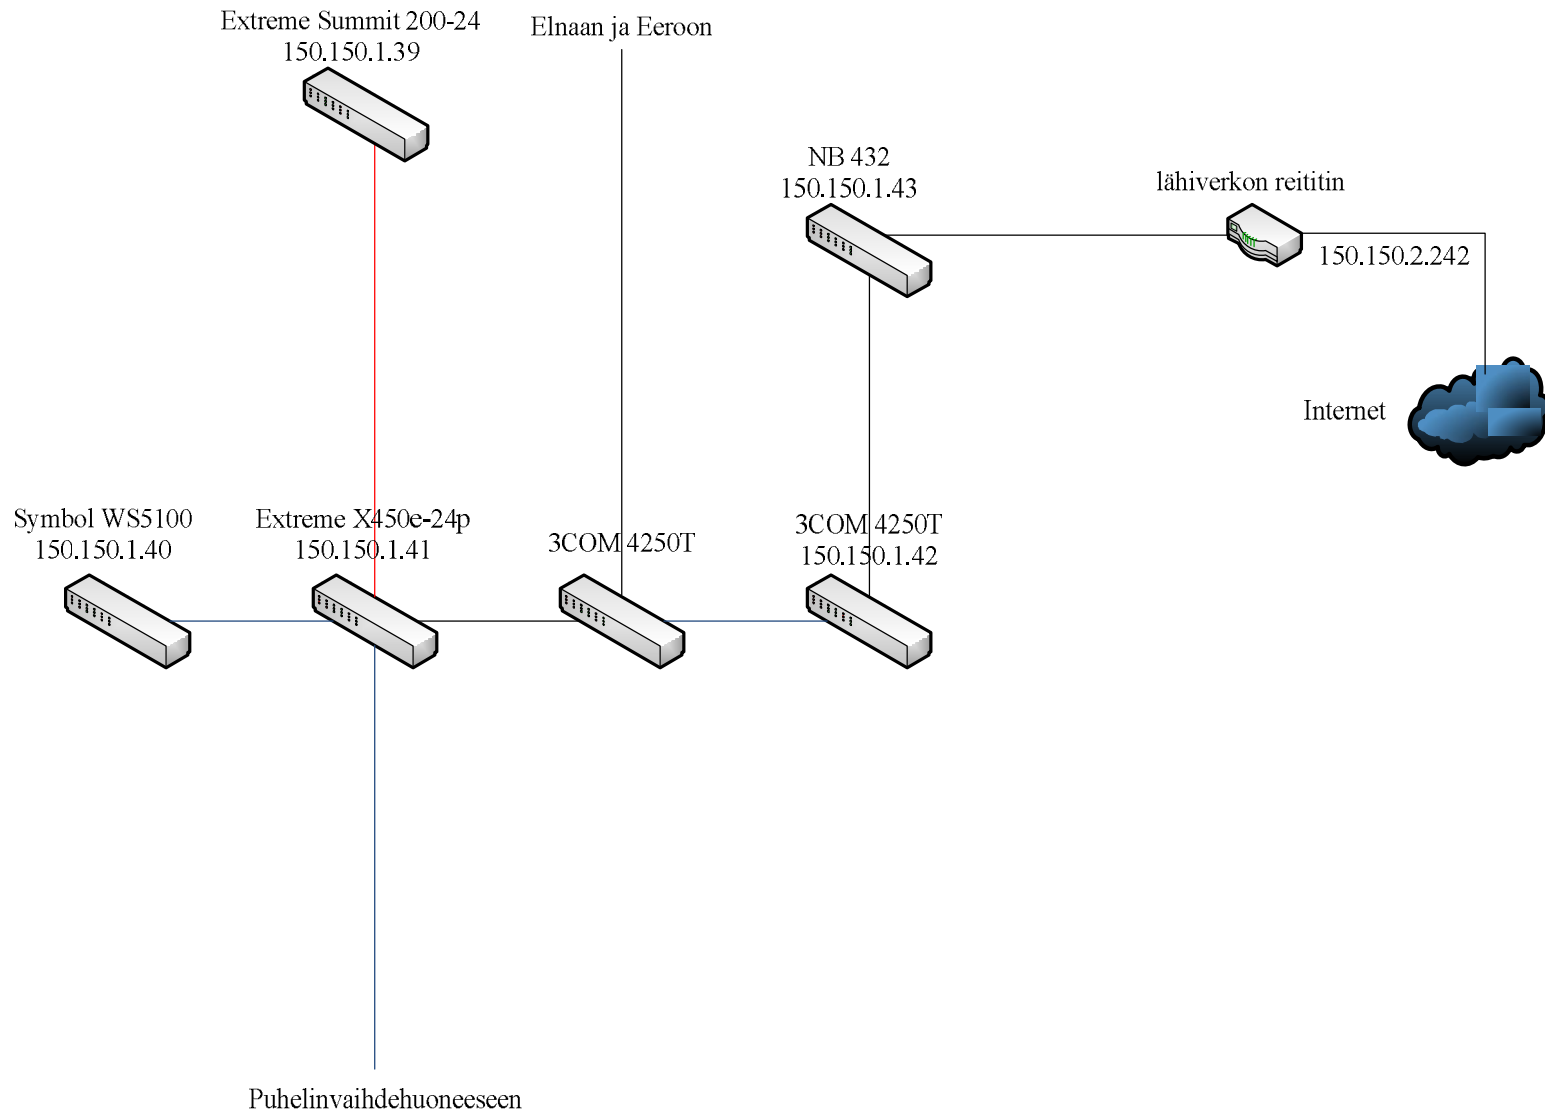 Extreme Summit 200-24
150.150.1.39
Elnaan ja Eeroon
NB 432
150.150.1.43
lähiverkon reititin
150.150.2.242
Internet
Symbol WS5100
150.150.1.40
Extreme X450e-24p
150.150.1.41
3COM 4250T
3COM 4250T
150.150.1.42
Puhelinvaihdehuoneeseen